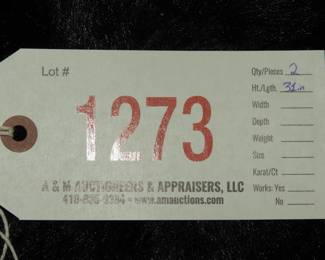 Lot #
1273
Qty/Pieces 2
Ht./Lgth. 31in
Width
Depth
Weight
Size
Karat/Ct
Works: Yes
No
A & M AUCTIONEERS & APPRAISERS, LLC
www.amauctions.com